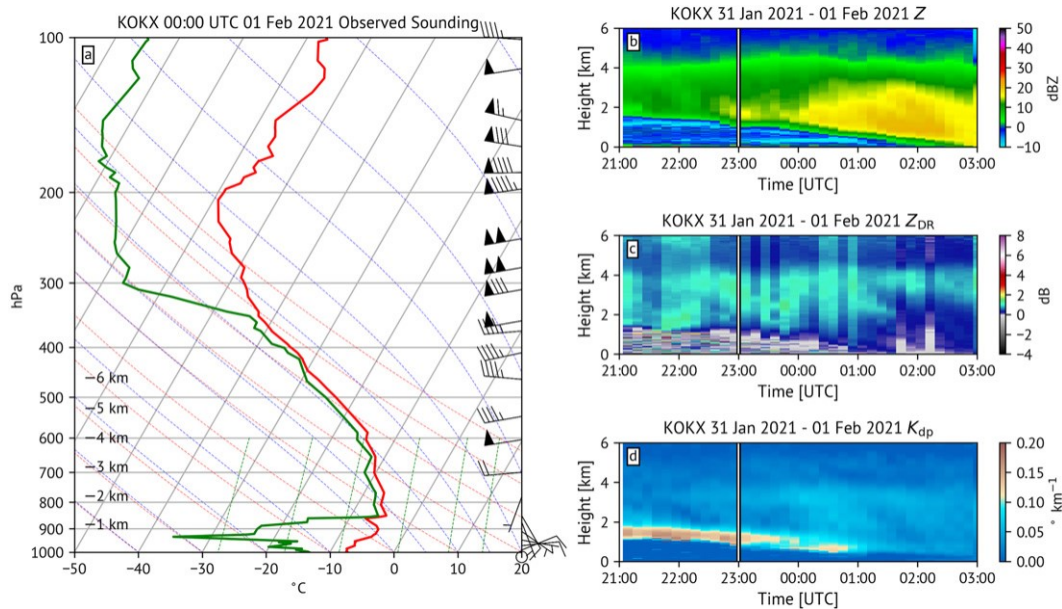 KOKX 00:00 UTC 01 Feb 2021 Observed Sounding
a
100
200
300
400
500
600
700
800
900
1000
hPa
−6 km
−5 km
−4 km
−3 km
−2 km
−1 km
−50 −40 −30 −20 −10 0 10 20
°C
KOKX 31 Jan 2021 - 01 Feb 2021 Z
b
Height [km]
6
4
2
0
21:00 22:00 23:00 00:00 01:00 02:00 03:00
Time [UTC]
50
40
30
20
10
0
−10
dBZ
KOKX 31 Jan 2021 - 01 Feb 2021 ZDR
c
Height [km]
6
4
2
0
21:00 22:00 23:00 00:00 01:00 02:00 03:00
Time [UTC]
8
6
4
2
0
−2
−4
dB
KOKX 31 Jan 2021 - 01 Feb 2021 Kdp
d
Height [km]
6
4
2
0
21:00 22:00 23:00 00:00 01:00 02:00 03:00
Time [UTC]
0.20
0.15
0.10
0.05
0.00
° km−1